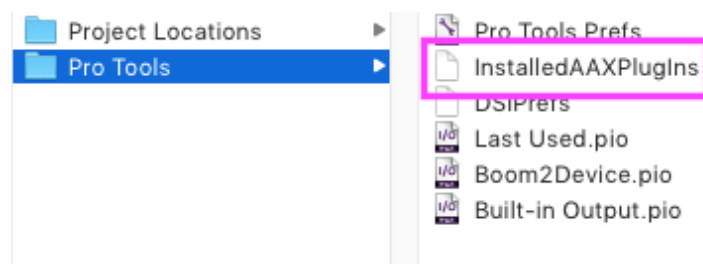 Project Locations
Pro Tools
Pro Tools Prefs
InstalledAAXPlugIns
DSIPrefs
Last Used.pio
Boom2Device.pio
Built-in Output.pio